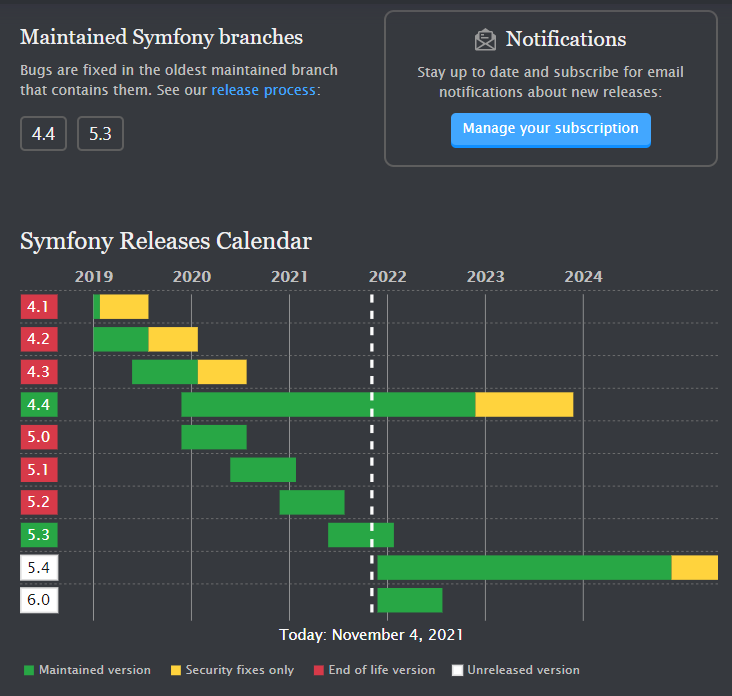 Maintained Symfony branches
Bugs are fixed in the oldest maintained branch
that contains them. See our release process:
4.4 5.3
Notifications
Stay up to date and subscribe for email
notifications about new releases:
Manage your subscription
Symfony Releases Calendar
2019 2020 2021 2022 2023 2024
4.1
4.2
4.3
4.4
5.0
5.1
5.2
5.3
5.4
6.0
Today: November 4, 2021
Maintained version Security fixes only End of life version Unreleased version